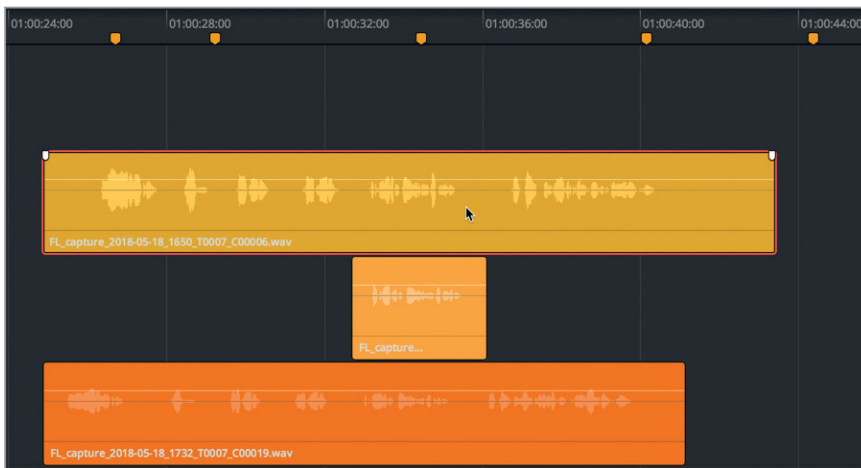 01:00:24:00 01:00:28:00 01:00:32:00 01:00:36:00 01:00:40:00 01:00:44:00
FL_capture_2018-05-18_1650_T0007_C00006.wav
FL_capture...
FL_capture_2018-05-18_1732_T0007_C00019.wav